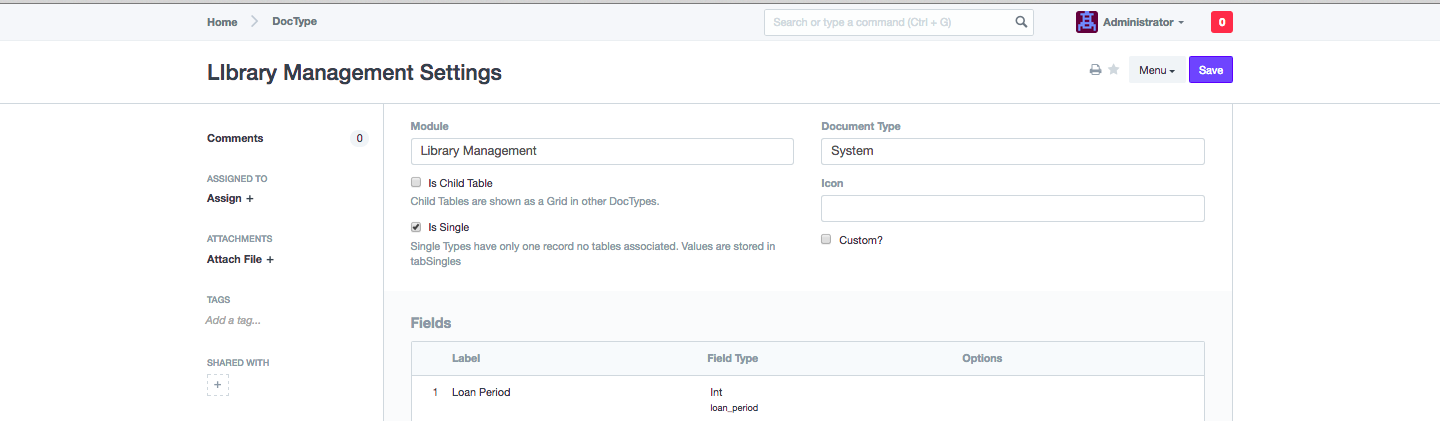 Home DocType Search or type a command (Ctrl + G) Administrator 0
LIbrary Management Settings Menu Save
Comments 0
ASSIGNED TO
Assign +
ATTACHMENTS
Attach File +
TAGS
Add a tag...
SHARED WITH
+
Module
Library Management
Is Child Table
Child Tables are shown as a Grid in other DocTypes.
Is Single
Single Types have only one record no tables associated. Values are stored in
tabSingles
Document Type
System
Icon
Custom?
Fields
Label Field Type Options
1 Loan Period Int
loan_period